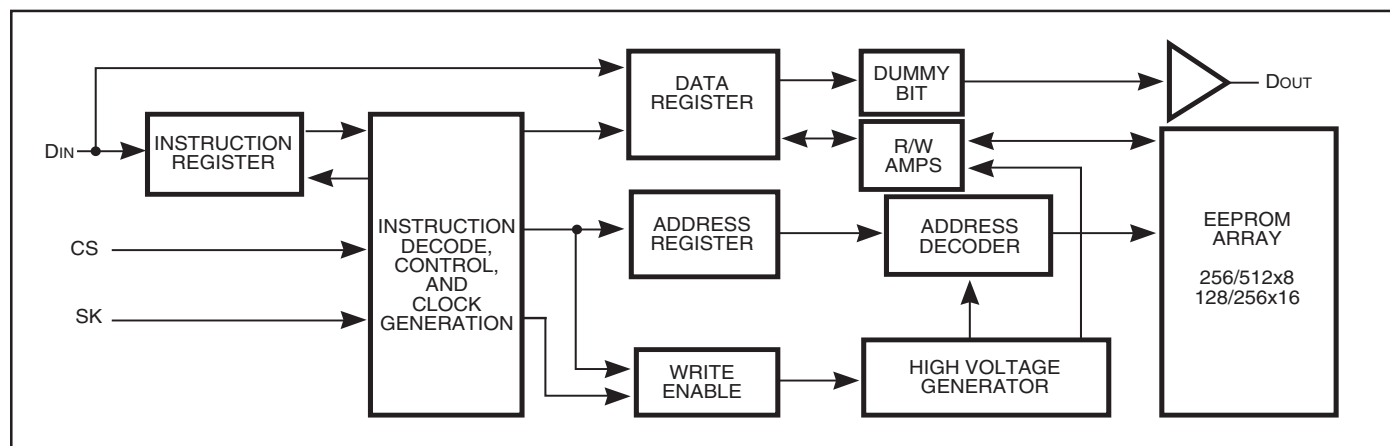 DATA
REGISTER
DUMMY
BIT
DOUT
DIN
INSTRUCTION
REGISTER
R/W
AMPS
INSTRUCTION
DECODE,
CONTROL,
AND
CLOCK
GENERATION
CS
SK
ADDRESS
REGISTER
ADDRESS
DECODER
EEPROM
ARRAY
256/512x8
128/256x16
WRITE
ENABLE
HIGH VOLTAGE
GENERATOR